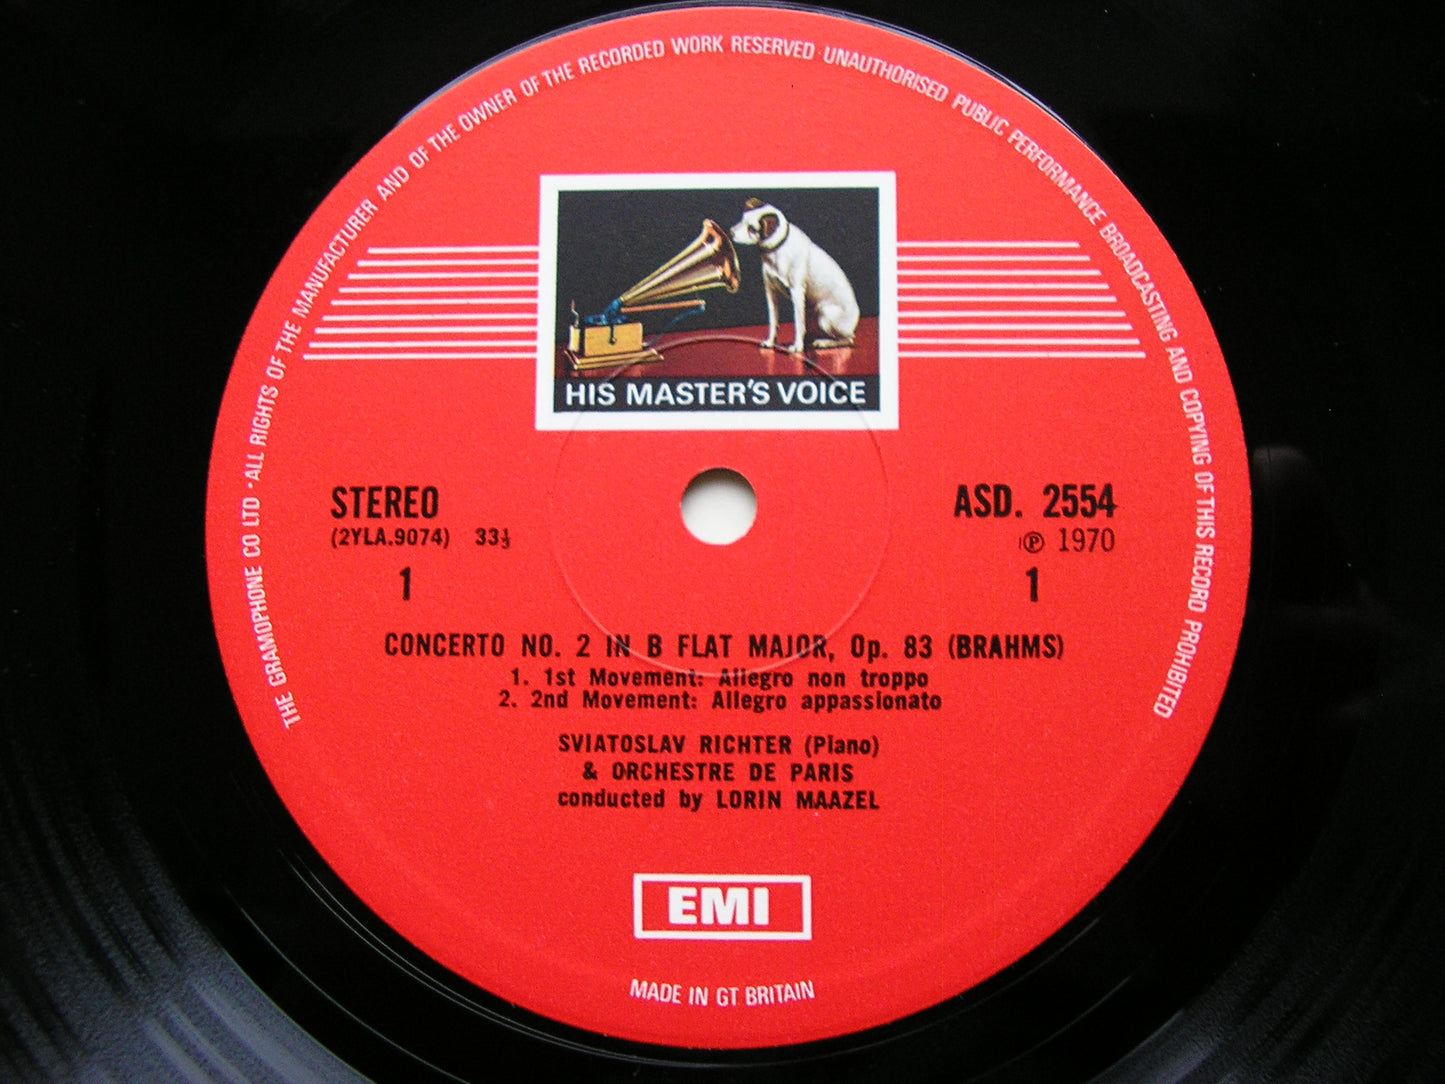 THE GRAMOPHONE CO LTD · ALL RIGHTS OF THE MANUFACTURER AND OF THE OWNER OF THE RECORDED WORK RESERVED · UNAUTHORISED PUBLIC PERFORMANCE BROADCASTING AND COPYING OF THIS RECORD PROHIBITED
HIS MASTER'S VOICE
STEREO ASD. 2554
(2YLA.9074) 33⅓ ℗ 1970
1 1
CONCERTO NO. 2 IN B FLAT MAJOR, Op. 83 (BRAHMS)
1. 1st Movement: Allegro non troppo
2. 2nd Movement: Allegro appassionato
SVIATOSLAV RICHTER (Piano)
& ORCHESTRE DE PARIS
conducted by LORIN MAAZEL
EMI
MADE IN GT BRITAIN